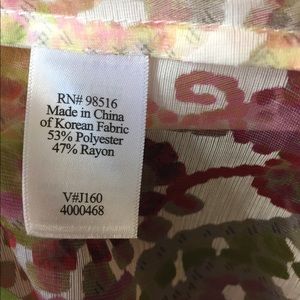 RN# 98516
Made in China
of Korean Fabric
53% Polyester
47% Rayon
V#J160
4000468